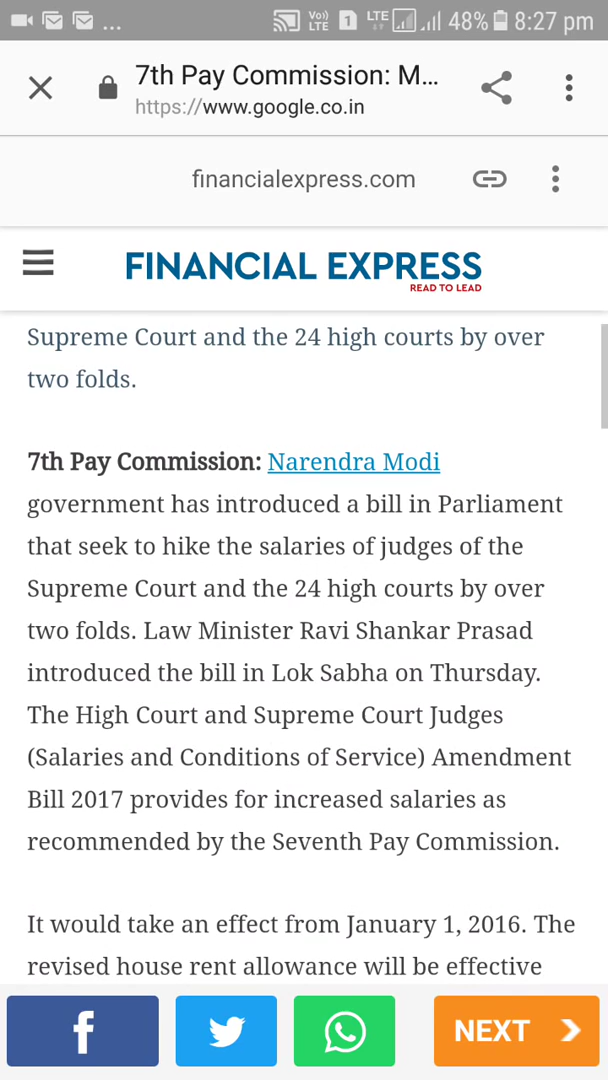 ... Vo) LTE 1 LTE 48% 8:27 pm
7th Pay Commission: M...
https://www.google.co.in
financialexpress.com
FINANCIAL EXPRESS
READ TO LEAD
Supreme Court and the 24 high courts by over
two folds.
7th Pay Commission: Narendra Modi
government has introduced a bill in Parliament
that seek to hike the salaries of judges of the
Supreme Court and the 24 high courts by over
two folds. Law Minister Ravi Shankar Prasad
introduced the bill in Lok Sabha on Thursday.
The High Court and Supreme Court Judges
(Salaries and Conditions of Service) Amendment
Bill 2017 provides for increased salaries as
recommended by the Seventh Pay Commission.
It would take an effect from January 1, 2016. The
revised house rent allowance will be effective
f NEXT